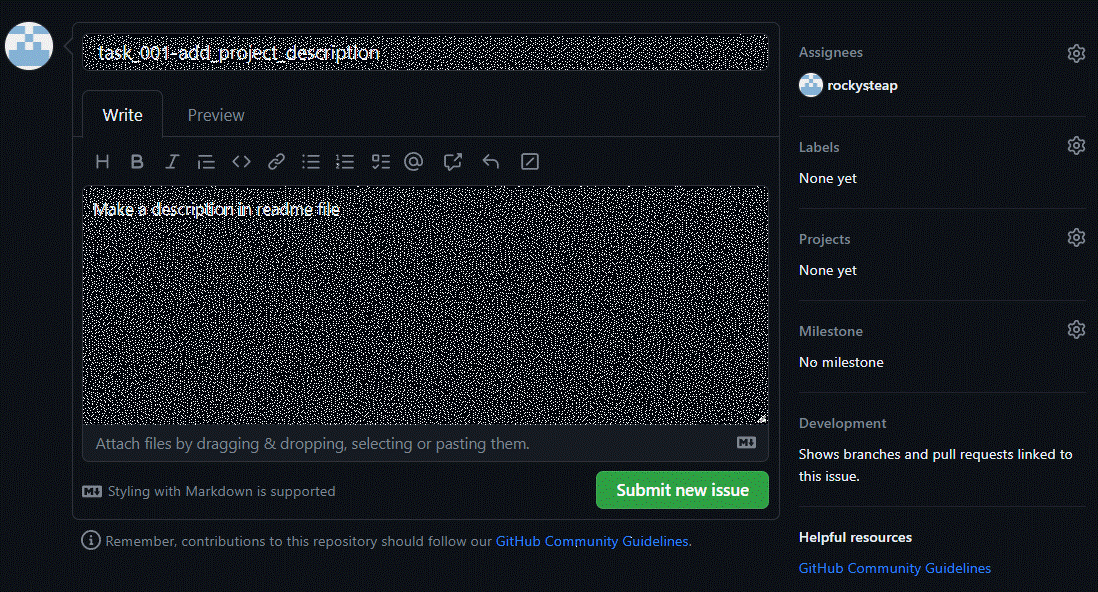 task_001-add_project_description
Write
Preview
Make a description in readme file
Attach files by dragging & dropping, selecting or pasting them.
Styling with Markdown is supported
Submit new issue
Remember, contributions to this repository should follow our GitHub Community Guidelines.
Assignees
rockysteap
Labels
None yet
Projects
None yet
Milestone
No milestone
Development
Shows branches and pull requests linked to
this issue.
Helpful resources
GitHub Community Guidelines